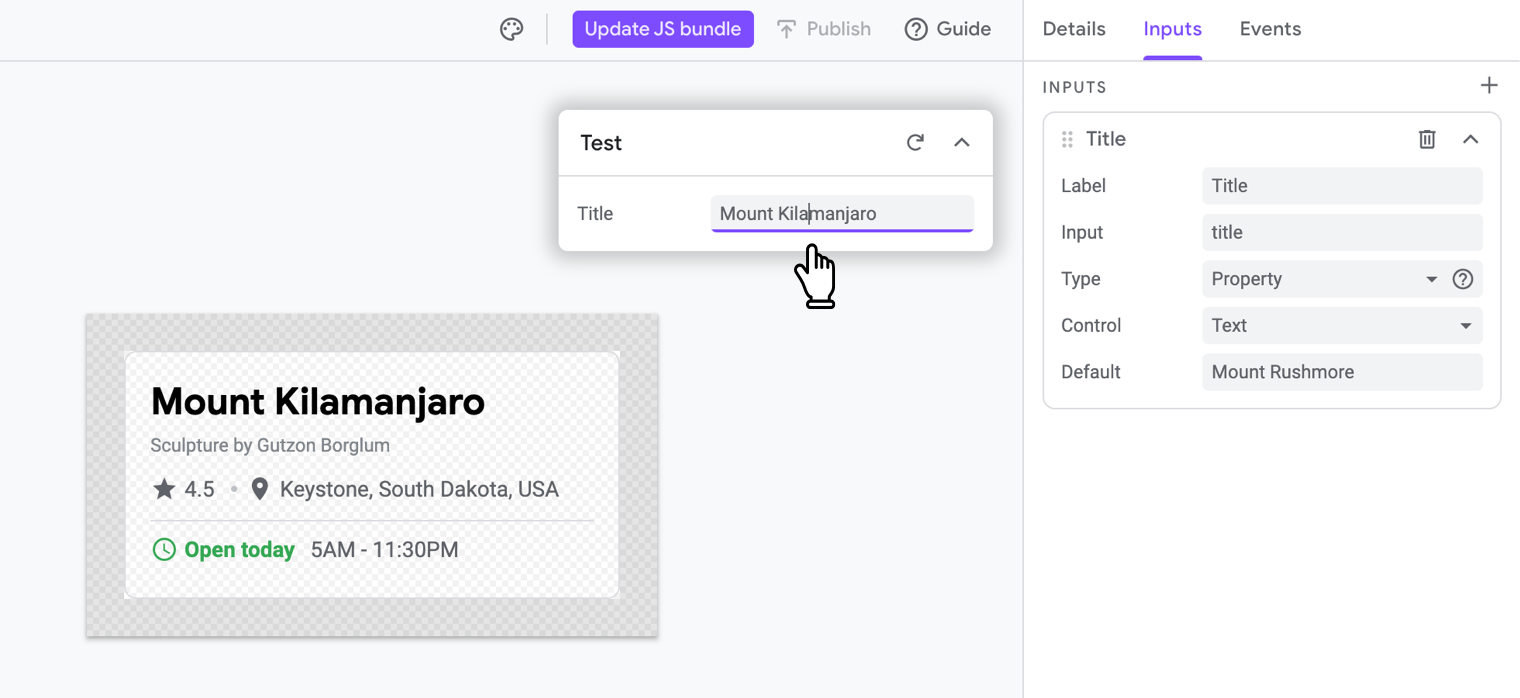 Update JS bundle Publish Guide
Details Inputs Events
INPUTS
Test
Title Mount Kilamanjaro
Title
Label Title
Input title
Type Property
Control Text
Default Mount Rushmore
Mount Kilamanjaro
Sculpture by Gutzon Borglum
4.5 • Keystone, South Dakota, USA
Open today 5AM - 11:30PM